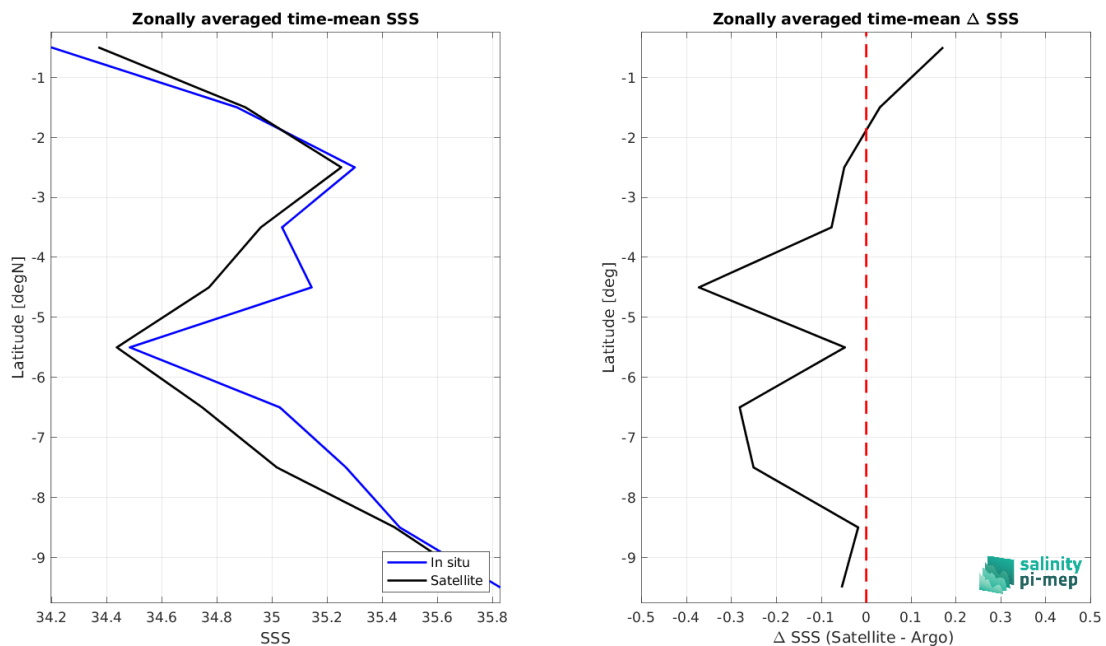 Zonally averaged time-mean SSS
-1
-2
-3
-4
-5
-6
-7
-8
-9
Latitude [degN]
34.2 34.4 34.6 34.8 35 35.2 35.4 35.6 35.8
SSS
In situ
Satellite
Zonally averaged time-mean Δ SSS
-1
-2
-3
-4
-5
-6
-7
-8
-9
Latitude [deg]
-0.5 -0.4 -0.3 -0.2 -0.1 0 0.1 0.2 0.3 0.4 0.5
Δ SSS (Satellite - Argo)
salinity
pi-mep